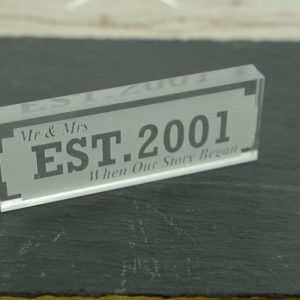 Mr & Mrs
EST.2001
When Our Story Began